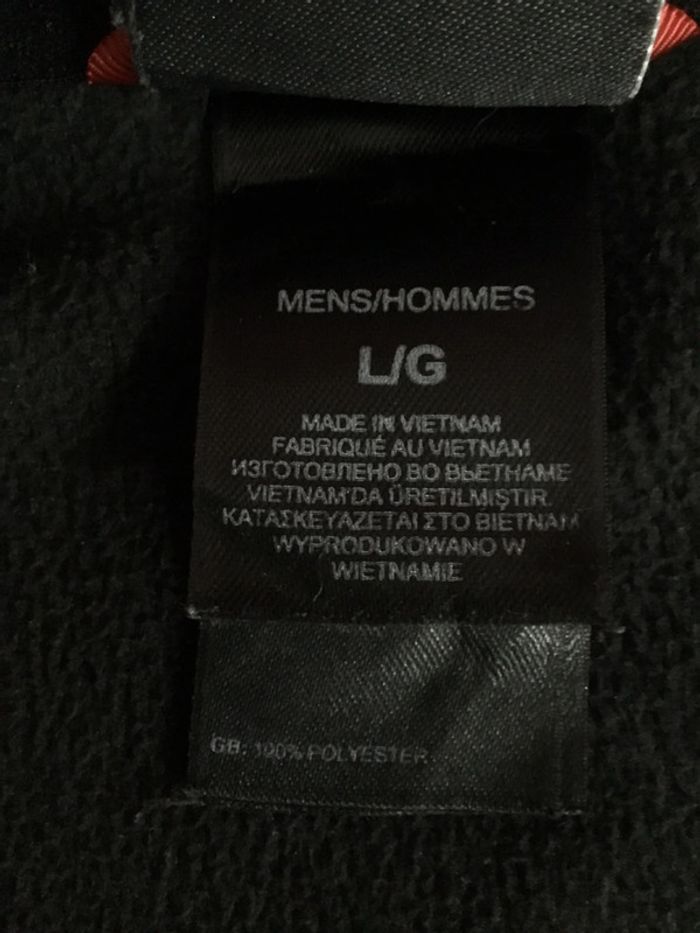 MENS/HOMMES
L/G
MADE IN VIETNAM
FABRIQUÉ AU VIETNAM
ИЗГОТОВЛЕНО ВО ВЬЕТНАМЕ
VIETNAM'DA ÜRETILMIŞTIR
ΚΑΤΑΣΚΕΥΑΖΕΤΑΙ ΣΤΟ ΒΙΕΤΝΑΜ
WYPRODUKOWANO W
WIETNAMIE
GB: 100% POLYESTER